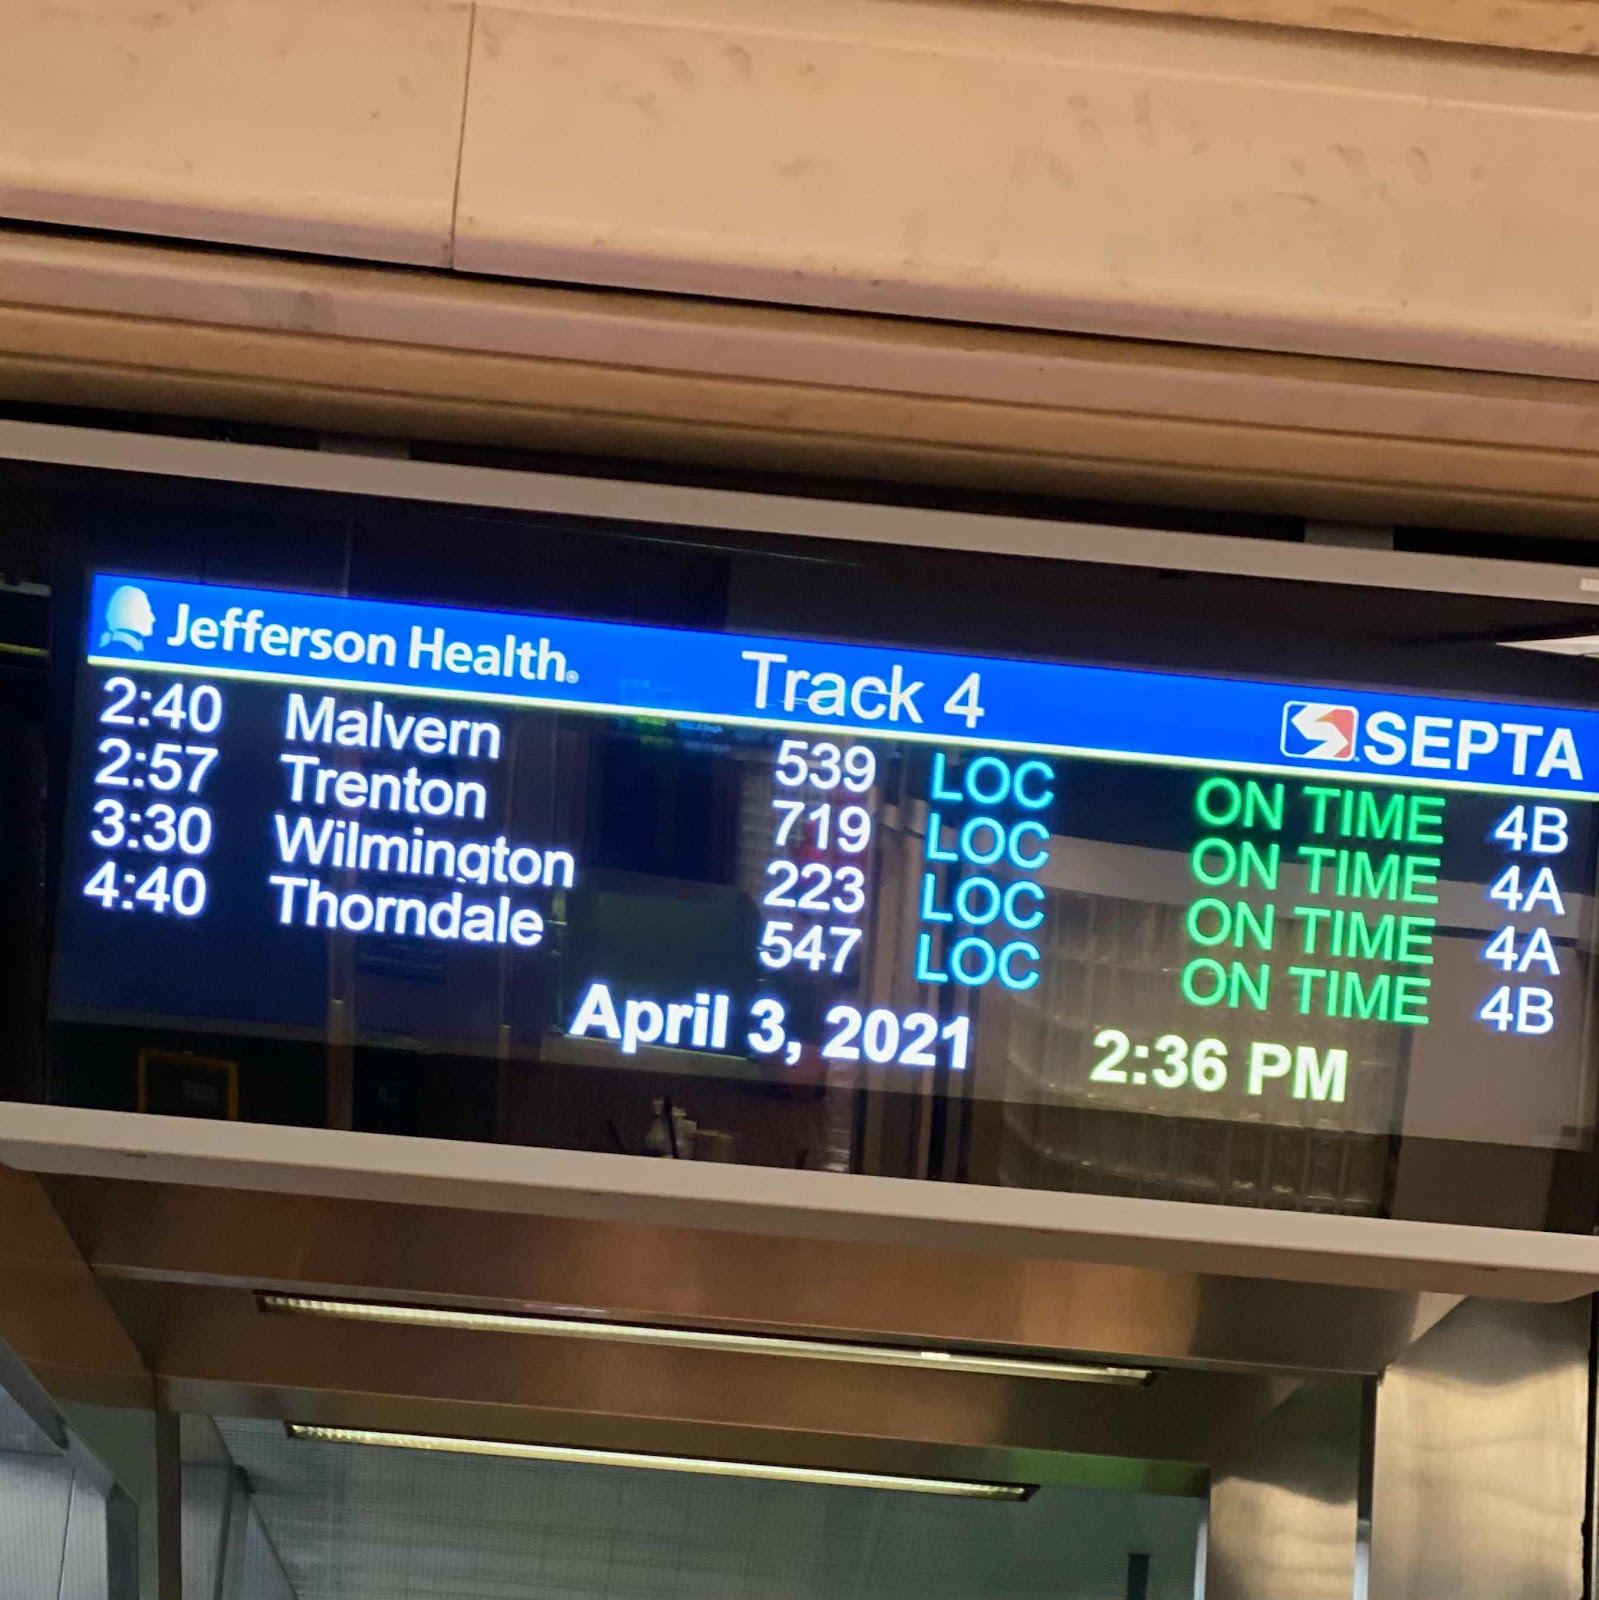 Jefferson Health® Track 4 SEPTA
2:40 Malvern 539 LOC ON TIME 4B
2:57 Trenton 719 LOC ON TIME 4A
3:30 Wilmington 223 LOC ON TIME 4A
4:40 Thorndale 547 LOC ON TIME 4B
April 3, 2021 2:36 PM